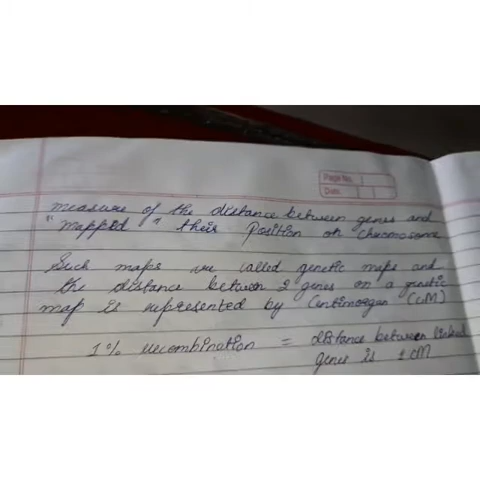 Page No.
Date
measure of the distance between genes and
"mapped" their position on chromosome
Such maps are called genetic maps and
the distance between 2 genes on a genetic
map is represented by Centimorgan (cM)
1% recombination = distance between linked
genes is 1 cM